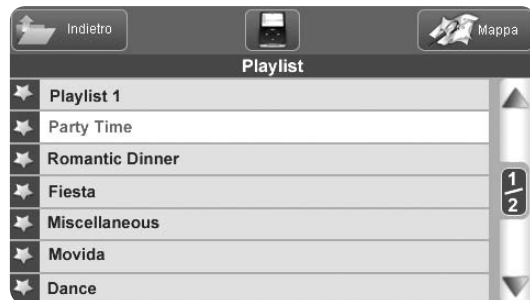 Indietro
Mappa
Playlist
Playlist 1
Party Time
Romantic Dinner
Fiesta
1
2
Miscellaneous
Movida
Dance